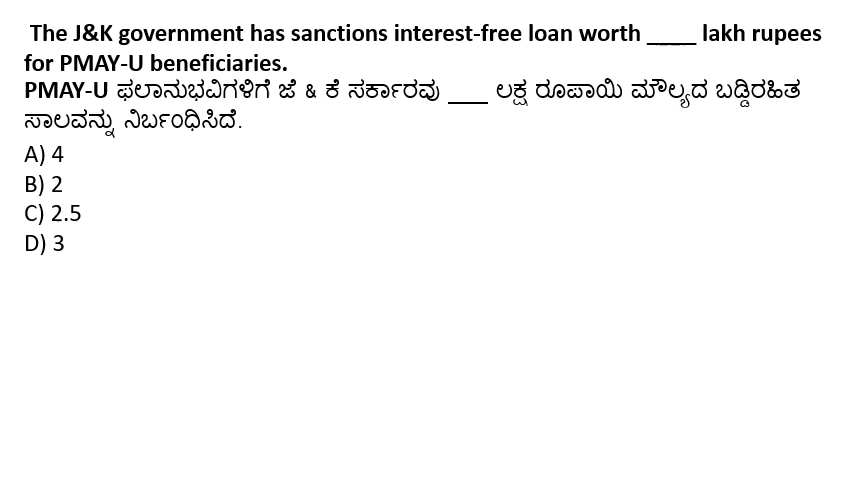 The J&K government has sanctions interest-free loan worth ____ lakh rupees
for PMAY-U beneficiaries.
PMAY-U ಫಲಾನುಭವಿಗಳಿಗೆ ಜೆ & ಕೆ ಸರ್ಕಾರವು ___ ಲಕ್ಷ ರೂಪಾಯಿ ಮೌಲ್ಯದ ಬಡ್ಡಿರಹಿತ
ಸಾಲವನ್ನು ನಿರ್ಬಂಧಿಸಿದೆ.
A) 4
B) 2
C) 2.5
D) 3